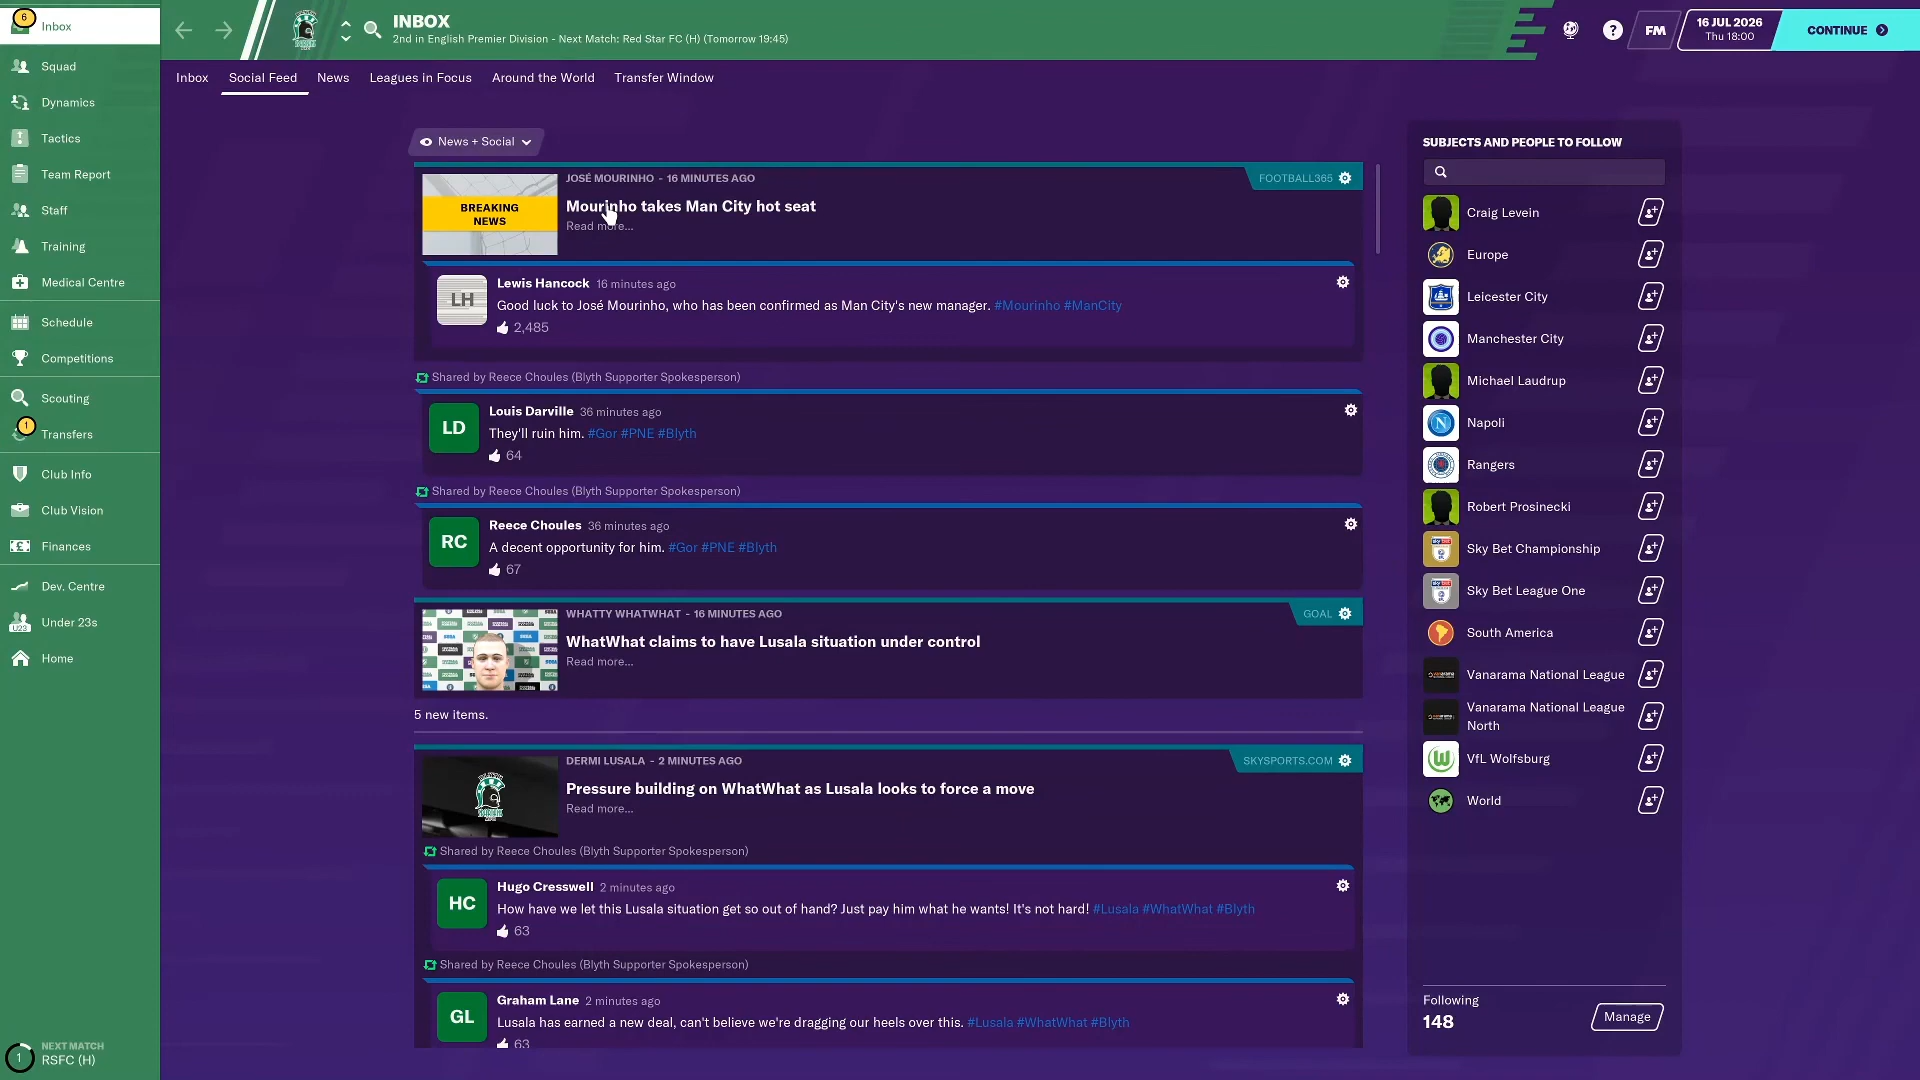 6
Inbox
Squad
Dynamics
Tactics
Team Report
Staff
Training
Medical Centre
Schedule
Competitions
Scouting
1
Transfers
Club Info
Club Vision
Finances
Dev. Centre
U23
Under 23s
Home
1
NEXT MATCH
RSFC (H)
INBOX
2nd in English Premier Division - Next Match: Red Star FC (H) (Tomorrow 19:45)
?
FM
16 JUL 2026
Thu 18:00
CONTINUE
Inbox
Social Feed
News
Leagues in Focus
Around the World
Transfer Window
News + Social
BREAKING
NEWS
JOSÉ MOURINHO - 16 MINUTES AGO
FOOTBALL365
Mourinho takes Man City hot seat
Read more...
LH
Lewis Hancock 16 minutes ago
Good luck to José Mourinho, who has been confirmed as Man City's new manager. #Mourinho #ManCity
2,485
Shared by Reece Choules (Blyth Supporter Spokesperson)
LD
Louis Darville 36 minutes ago
They'll ruin him. #Gor #PNE #Blyth
64
Shared by Reece Choules (Blyth Supporter Spokesperson)
RC
Reece Choules 36 minutes ago
A decent opportunity for him. #Gor #PNE #Blyth
67
WHATTY WHATWHAT - 16 MINUTES AGO
GOAL
WhatWhat claims to have Lusala situation under control
Read more...
5 new items.
DERMI LUSALA - 2 MINUTES AGO
SKYSPORTS.COM
Pressure building on WhatWhat as Lusala looks to force a move
Read more...
Shared by Reece Choules (Blyth Supporter Spokesperson)
HC
Hugo Cresswell 2 minutes ago
How have we let this Lusala situation get so out of hand? Just pay him what he wants! It's not hard! #Lusala #WhatWhat #Blyth
63
Shared by Reece Choules (Blyth Supporter Spokesperson)
GL
Graham Lane 2 minutes ago
Lusala has earned a new deal, can't believe we're dragging our heels over this. #Lusala #WhatWhat #Blyth
63
SUBJECTS AND PEOPLE TO FOLLOW
Craig Levein
Europe
Leicester City
Manchester City
Michael Laudrup
Napoli
Rangers
Robert Prosinecki
Sky Bet Championship
Sky Bet League One
South America
Vanarama National League
Vanarama National League
North
VfL Wolfsburg
World
Following
148
Manage